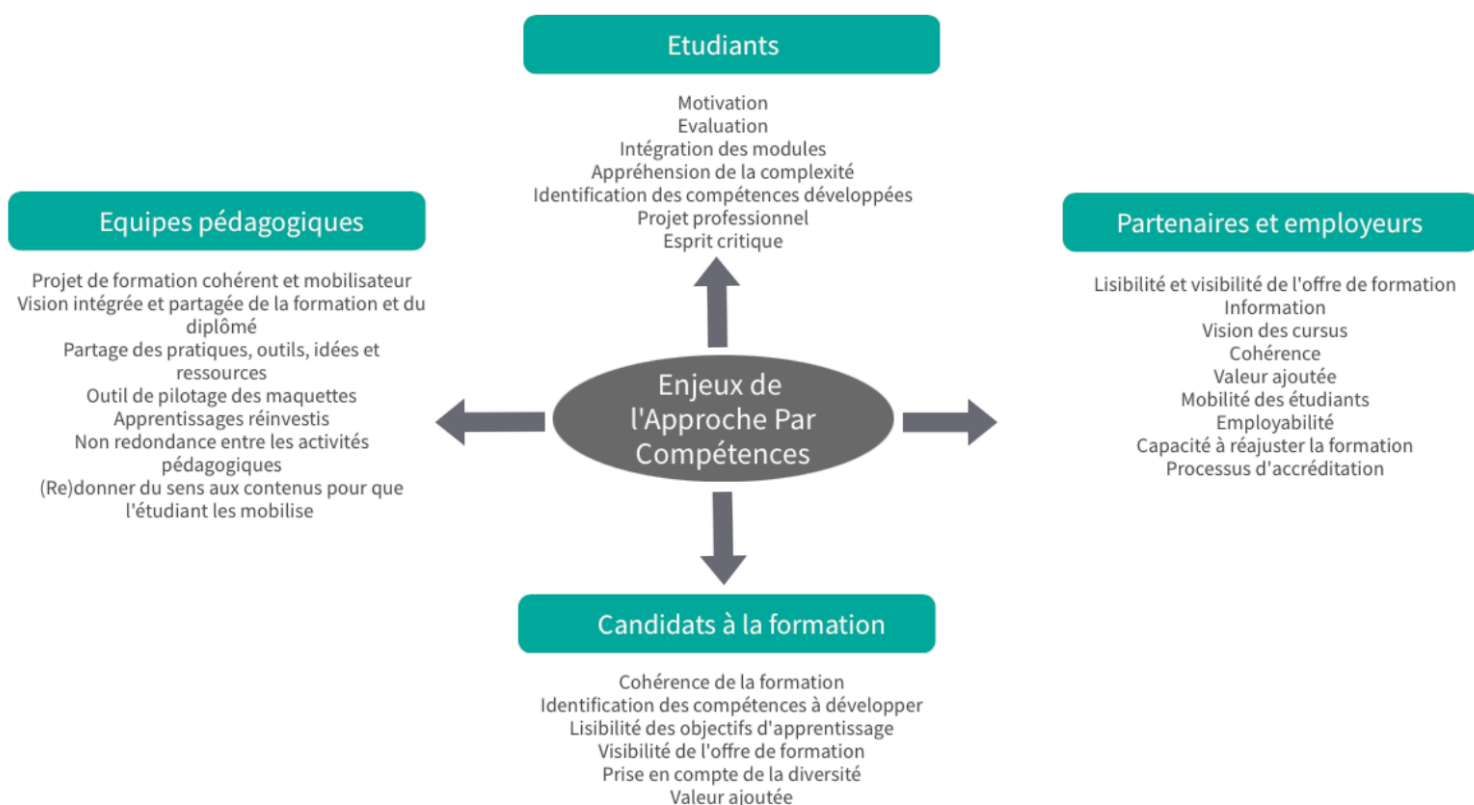 Etudiants
Motivation
Evaluation
Intégration des modules
Appréhension de la complexité
Identification des compétences développées
Projet professionnel
Esprit critique
Equipes pédagogiques
Projet de formation cohérent et mobilisateur
Vision intégrée et partagée de la formation et du
diplômé
Partage des pratiques, outils, idées et
ressources
Outil de pilotage des maquettes
Apprentissages réinvestis
Non redondance entre les activités
pédagogiques
(Re)donner du sens aux contenus pour que
l'étudiant les mobilise
Enjeux de
l'Approche Par
Compétences
Partenaires et employeurs
Lisibilité et visibilité de l'offre de formation
Information
Vision des cursus
Cohérence
Valeur ajoutée
Mobilité des étudiants
Employabilité
Capacité à réajuster la formation
Processus d'accréditation
Candidats à la formation
Cohérence de la formation
Identification des compétences à développer
Lisibilité des objectifs d'apprentissage
Visibilité de l'offre de formation
Prise en compte de la diversité
Valeur ajoutée